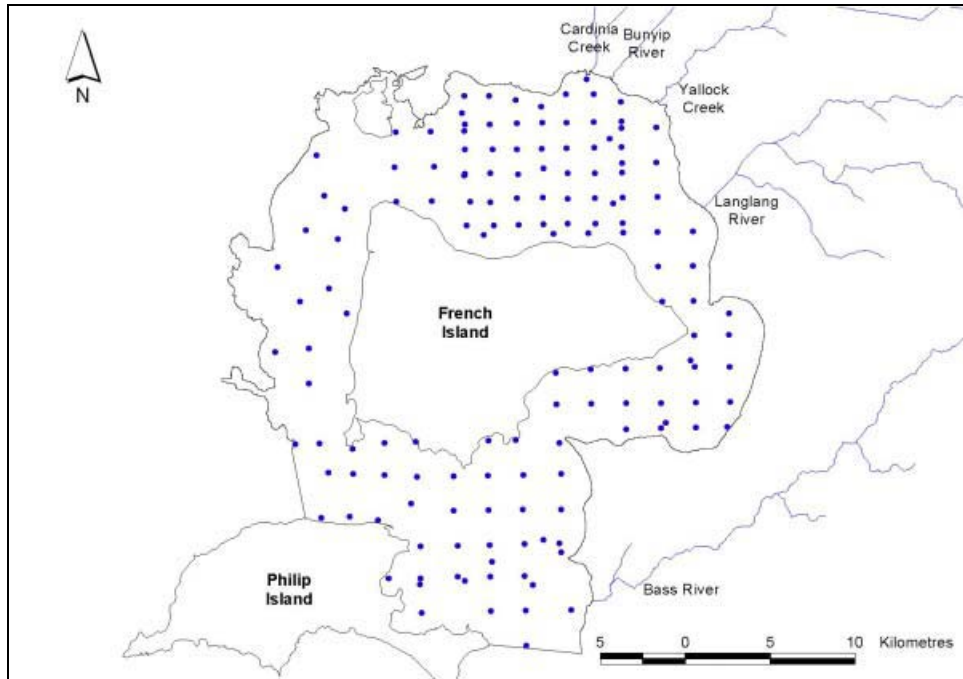 Cardinia
Creek
Bunyip
River
N
Yallock
Creek
Langlang
River
French
Island
Philip
Island
Bass River
5 0 5 10 Kilometres